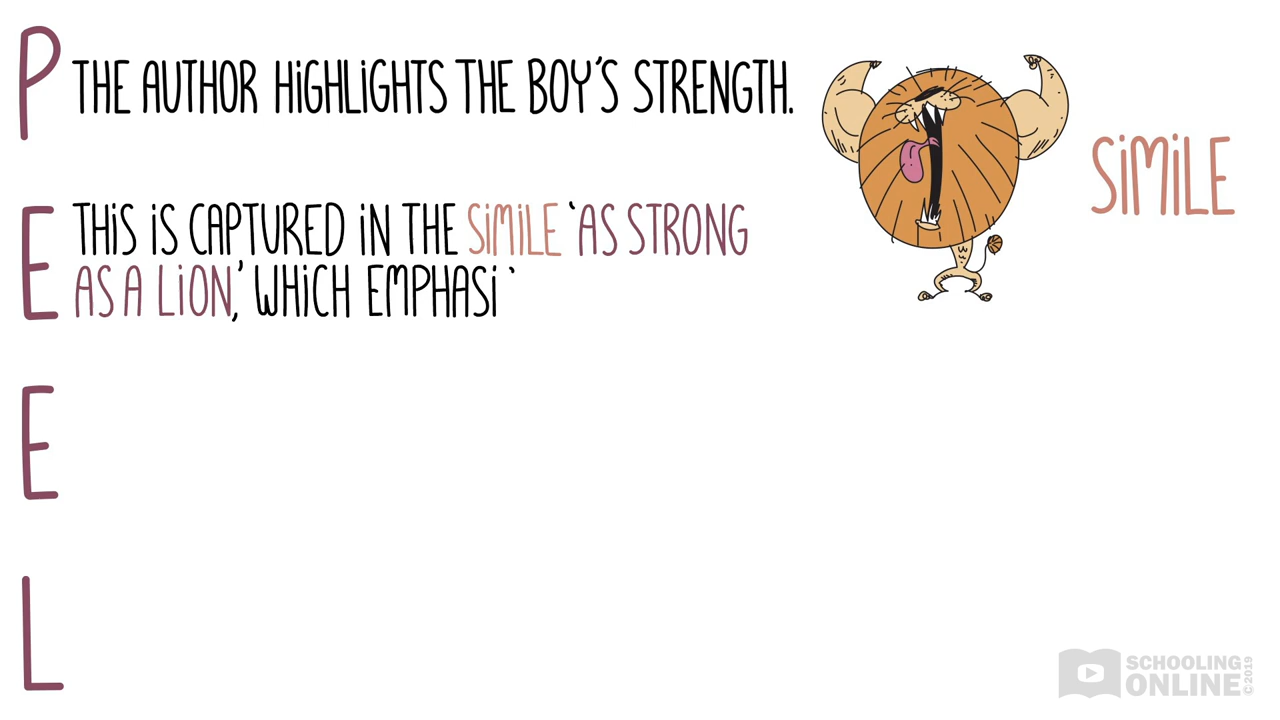 P THE AUTHOR HiGHLiGHTS THE BOY'S STRENGTH.
SiMiLE
E THiS iS CAPTURED iN THE SiMiLE 'AS STRONG
AS A LiON,' WHiCH EMPHASi
E
L
SCHOOLING
ONLINE
©2019